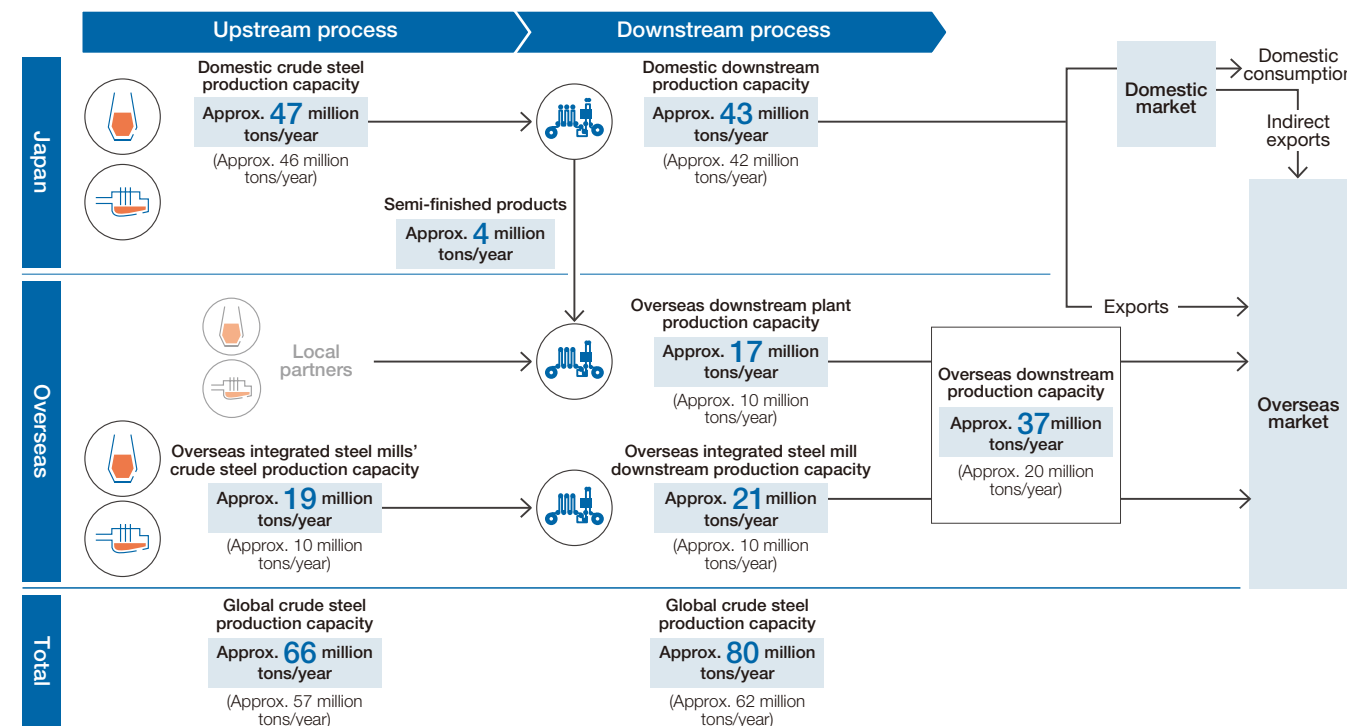 Upstream process
Downstream process
Japan
Domestic crude steel
production capacity
Approx. 47 million
tons/year
(Approx. 46 million
tons/year)
Domestic downstream
production capacity
Approx. 43 million
tons/year
(Approx. 42 million
tons/year)
Domestic
market
Domestic
consumption
Indirect
exports
Semi-finished products
Approx. 4 million
tons/year
Overseas
Local
partners
Overseas downstream plant
production capacity
Approx. 17 million
tons/year
(Approx. 10 million
tons/year)
Exports
Overseas downstream
production capacity
Approx. 37 million
tons/year
(Approx. 20 million
tons/year)
Overseas
market
Overseas integrated steel mills’
crude steel production capacity
Approx. 19 million
tons/year
(Approx. 10 million
tons/year)
Overseas integrated steel mill
downstream production capacity
Approx. 21 million
tons/year
(Approx. 10 million
tons/year)
Total
Global crude steel
production capacity
Approx. 66 million
tons/year
(Approx. 57 million
tons/year)
Global crude steel
production capacity
Approx. 80 million
tons/year
(Approx. 62 million
tons/year)